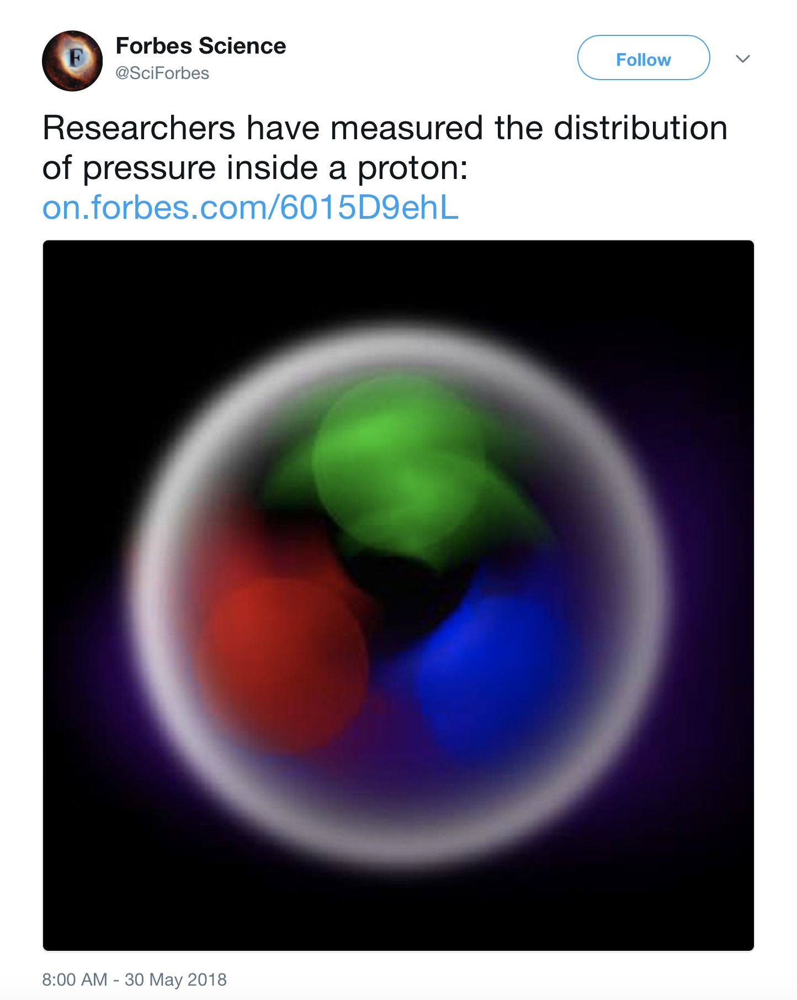 F
Forbes Science
@SciForbes
Follow
Researchers have measured the distribution
of pressure inside a proton:
on.forbes.com/6015D9ehL
8:00 AM - 30 May 2018